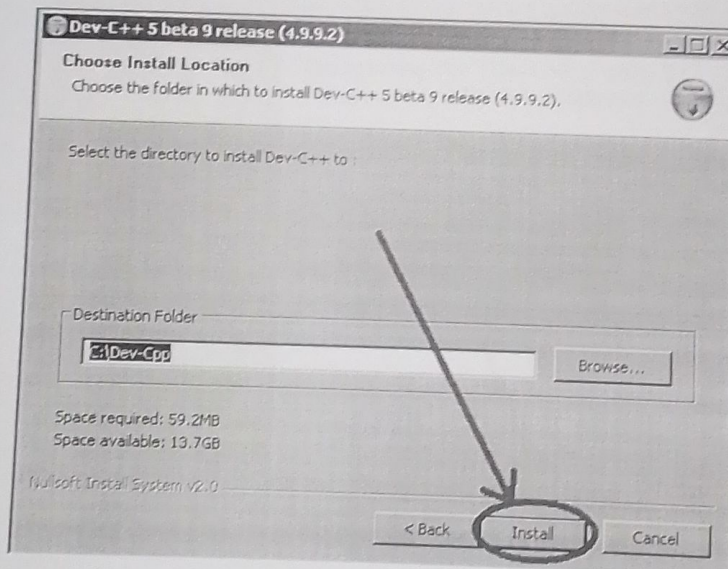 Dev-C++ 5 beta 9 release (4.9.9.2)
Choose Install Location
Choose the folder in which to install Dev-C++ 5 beta 9 release (4.9.9.2).
Select the directory to install Dev-C++ to :
Destination Folder
C:\Dev-Cpp
Browse...
Space required: 59.2MB
Space available: 13.7GB
Nullsoft Install System v2.0
< Back
Install
Cancel